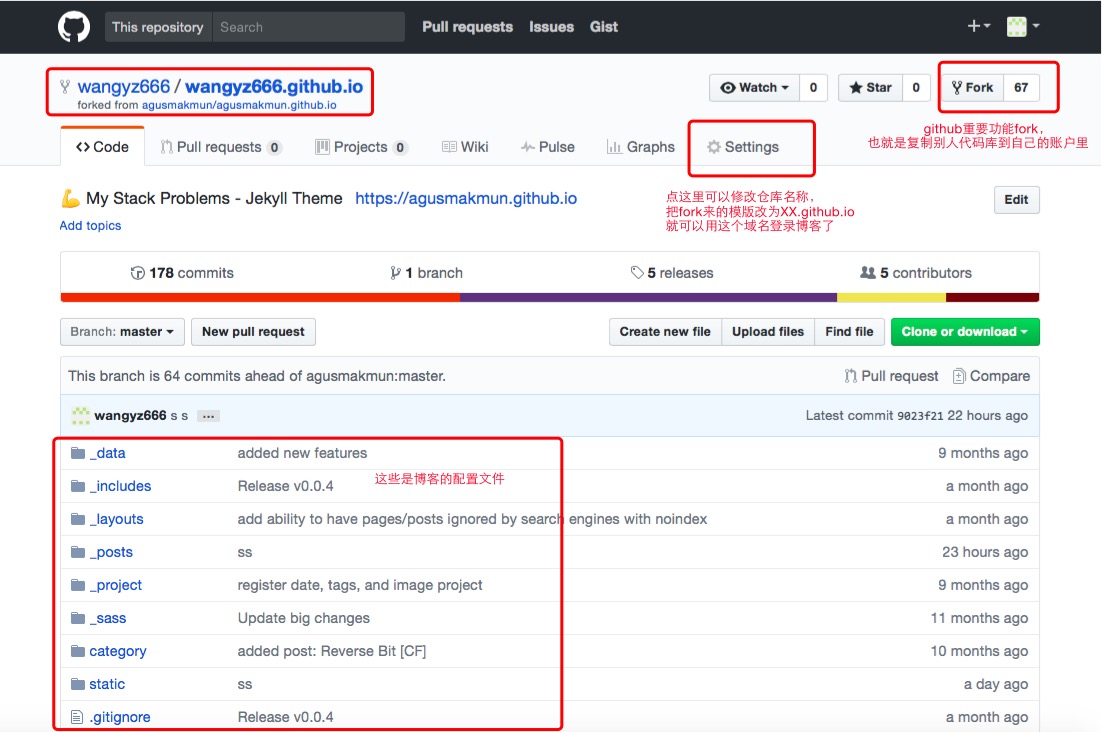 This repository Search Pull requests Issues Gist
wangyz666 / wangyz666.github.io
forked from agusmakmun/agusmakmun.github.io
Watch 0 Star 0 Fork 67
github重要功能fork，
也就是复制别人代码库到自己的账户里
Code Pull requests 0 Projects 0 Wiki Pulse Graphs Settings
点这里可以修改仓库名称，
把fork来的模版改为XX.github.io
就可以用这个域名登录博客了
💪 My Stack Problems - Jekyll Theme https://agusmakmun.github.io Edit
Add topics
178 commits 1 branch 5 releases 5 contributors
Branch: master New pull request Create new file Upload files Find file Clone or download
This branch is 64 commits ahead of agusmakmun:master. Pull request Compare
wangyz666 s s … Latest commit 9023f21 22 hours ago
_data added new features 9 months ago
这些是博客的配置文件
_includes Release v0.0.4 a month ago
_layouts add ability to have pages/posts ignored by search engines with noindex a month ago
_posts ss 23 hours ago
_project register date, tags, and image project 9 months ago
_sass Update big changes 11 months ago
category added post: Reverse Bit [CF] 10 months ago
static ss a day ago
.gitignore Release v0.0.4 a month ago